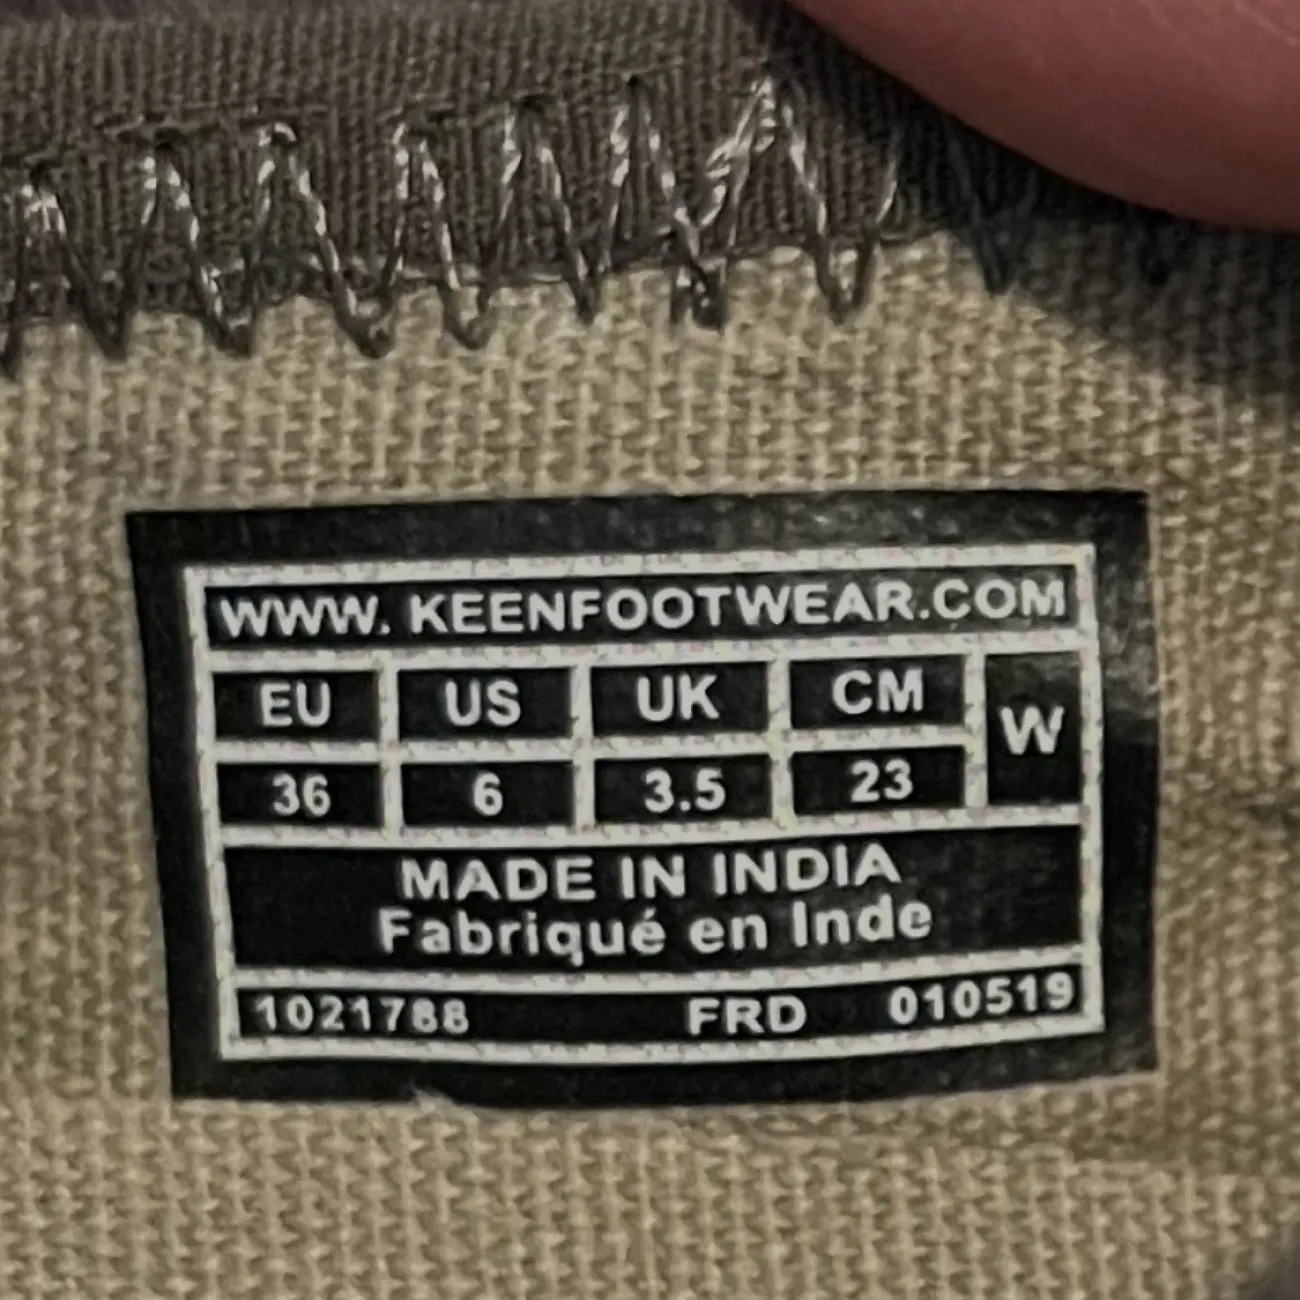 WWW. KEENFOOTWEAR.COM
EU US UK CM W
36 6 3.5 23
MADE IN INDIA
Fabriqué en Inde
1021788 FRD 010519